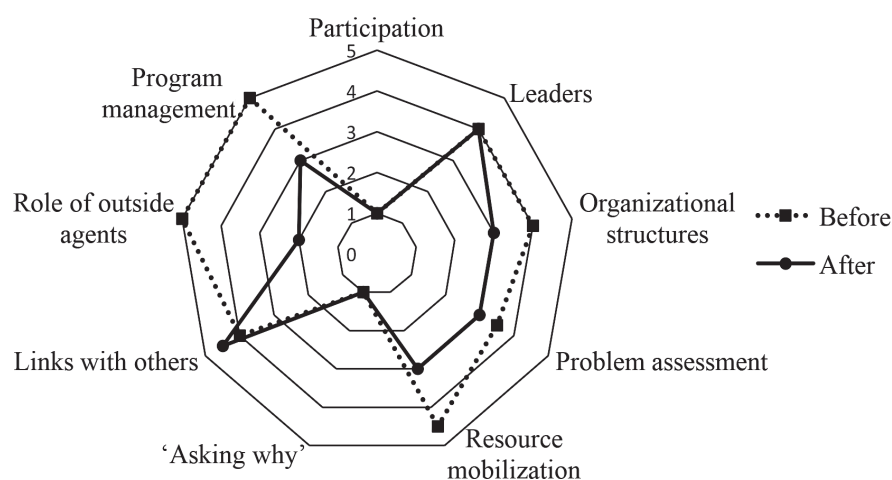 Participation
Program
management
Leaders
5
4
3
2
1
0
Role of outside
agents
Organizational
structures
Before
After
Links with others
Problem assessment
‘Asking why’
Resource
mobilization